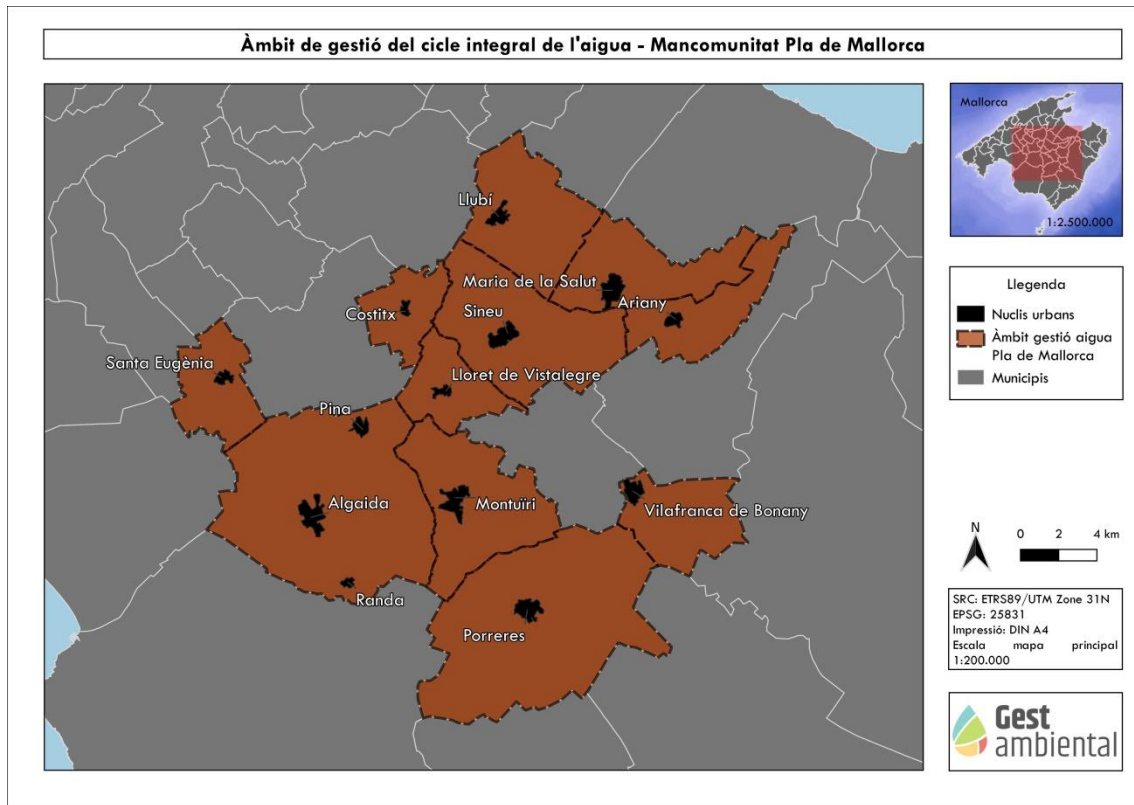 Àmbit de gestió del cicle integral de l'aigua - Mancomunitat Pla de Mallorca
Llubí
Maria de la Salut
Costitx
Sineu
Ariany
Santa Eugènia
Lloret de Vistalegre
Pina
Algaida
Montuïri
Vilafranca de Bonany
Randa
Porreres
Mallorca
1:2.500.000
Llegenda
Nuclis urbans
Àmbit gestió aigua
Pla de Mallorca
Municipis
N
0 2 4 km
SRC: ETRS89/UTM Zone 31N
EPSG: 25831
Impressió: DIN A4
Escala mapa principal
1:200.000
Gest
ambiental